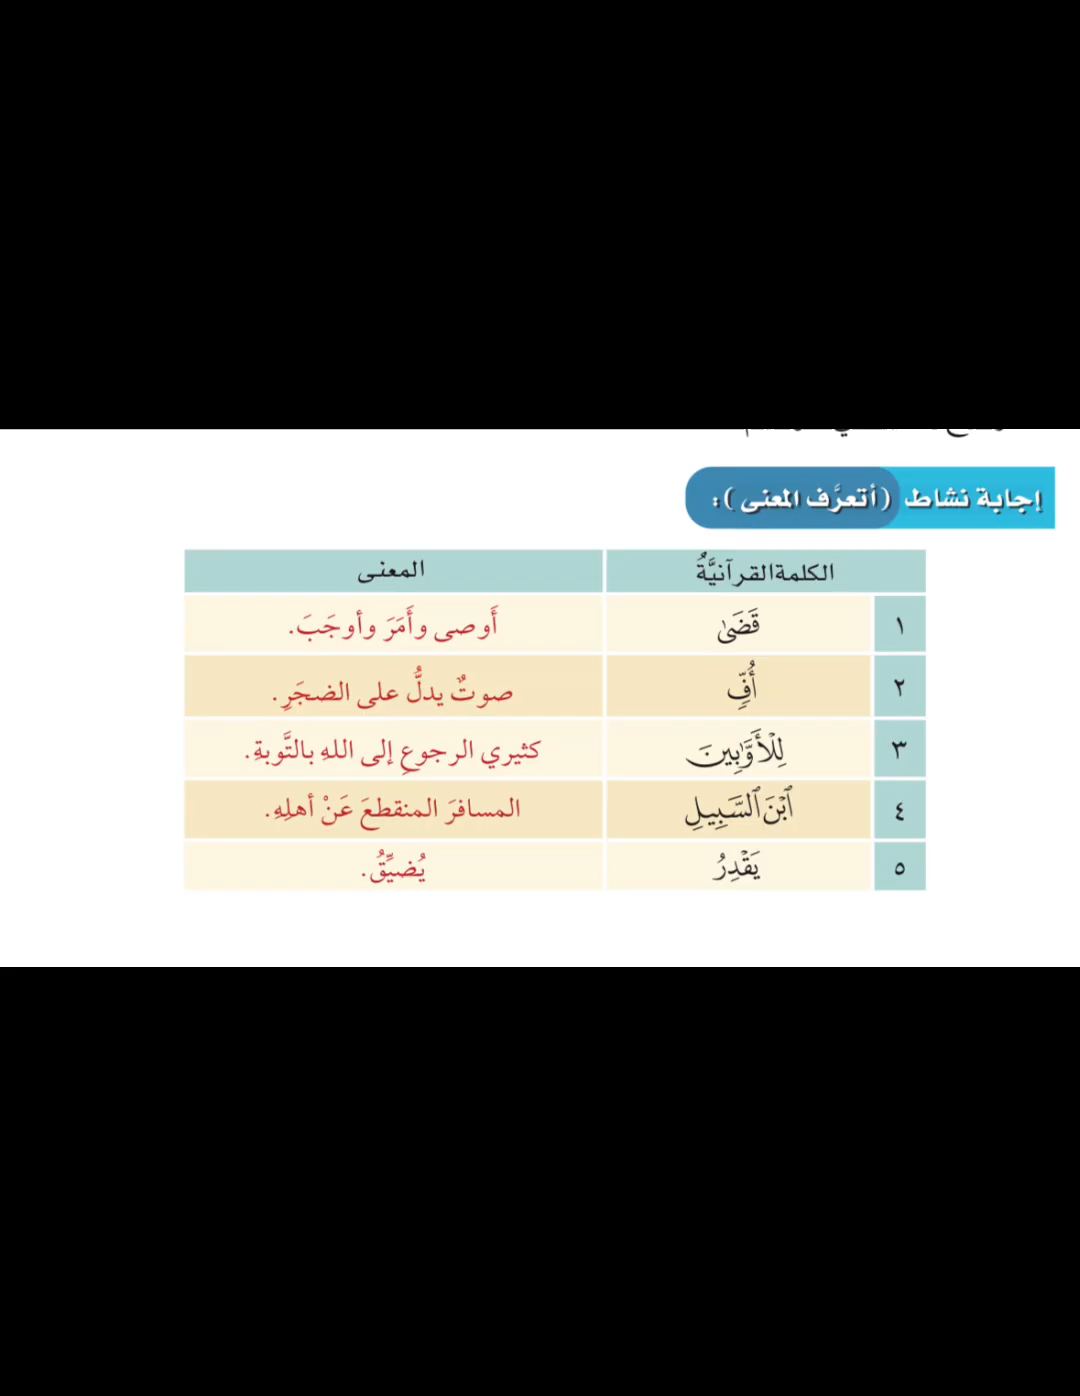 إجابة نشاط (أتعرَّف المعنى):
الكلمة القرآنيَّةُ المعنى
١ قَضَىٰ أَوصى وأَمَرَ وأوجَبَ.
٢ أُفٍّ صوتٌ يدلُّ على الضجَرِ.
٣ لِلْأَوَّٰبِينَ كثيري الرجوعِ إلى اللهِ بالتَّوبةِ.
٤ ٱبْنَ ٱلسَّبِيلِ المسافرَ المنقطعَ عَنْ أهلِهِ.
٥ يَقْدِرُ يُضيِّقُ.